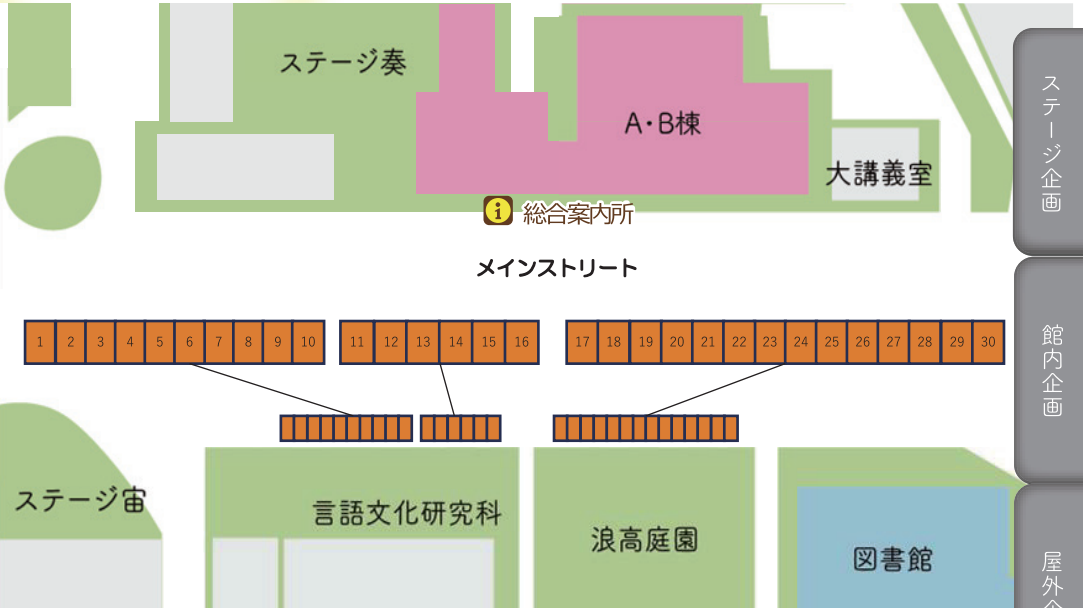 ステージ奏
A・B棟
大講義室
i 総合案内所
メインストリート
1 2 3 4 5 6 7 8 9 10 11 12 13 14 15 16 17 18 19 20 21 22 23 24 25 26 27 28 29 30
ステージ宙
言語文化研究科
浪高庭園
図書館
ステージ企画
館内企画
屋外